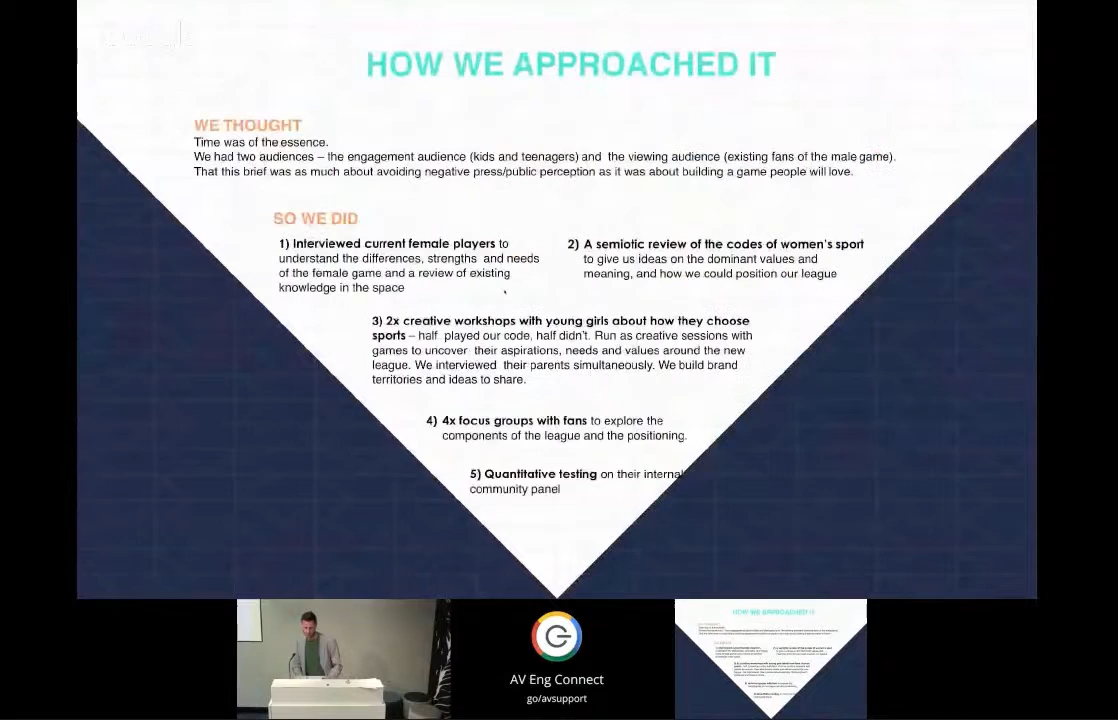 HOW WE APPROACHED IT
WE THOUGHT
Time was of the essence.
We had two audiences – the engagement audience (kids and teenagers) and the viewing audience (existing fans of the male game).
That this brief was as much about avoiding negative press/public perception as it was about building a game people will love.
SO WE DID
1) Interviewed current female players to
understand the differences, strengths and needs
of the female game and a review of existing
knowledge in the space
2) A semiotic review of the codes of women's sport
to give us ideas on the dominant values and
meaning, and how we could position our league
3) 2x creative workshops with young girls about how they choose
sports – half played our code, half didn't. Run as creative sessions with
games to uncover their aspirations, needs and values around the new
league. We interviewed their parents simultaneously. We build brand
territories and ideas to share.
4) 4x focus groups with fans to explore the
components of the league and the positioning.
5) Quantitative testing on their internal
community panel
AV Eng Connect
go/avsupport
HOW WE APPROACHED IT